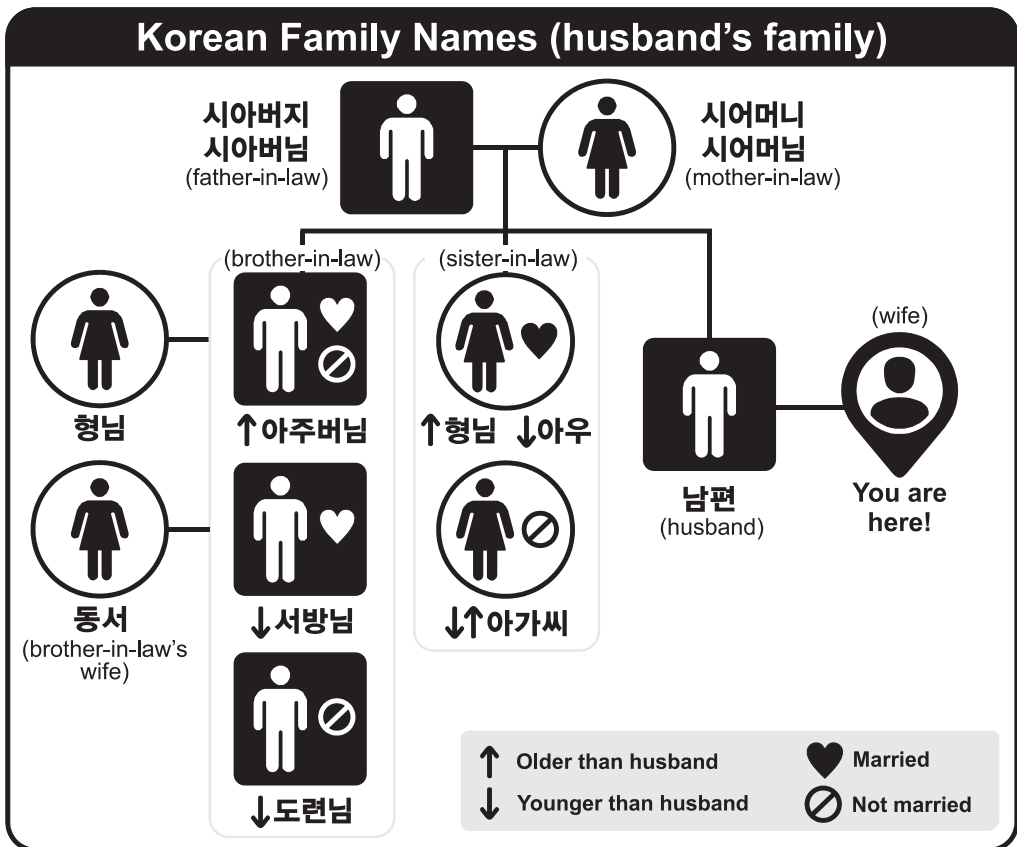 Korean Family Names (husband's family)
시아버지
시아버님
(father-in-law)
시어머니
시어머님
(mother-in-law)
(brother-in-law)
(sister-in-law)
(wife)
형님
↑아주버님
↑형님 ↓아우
남편
(husband)
You are
here!
동서
(brother-in-law's
wife)
↓서방님
↓↑아가씨
↓도련님
↑ Older than husband
↓ Younger than husband
Married
Not married